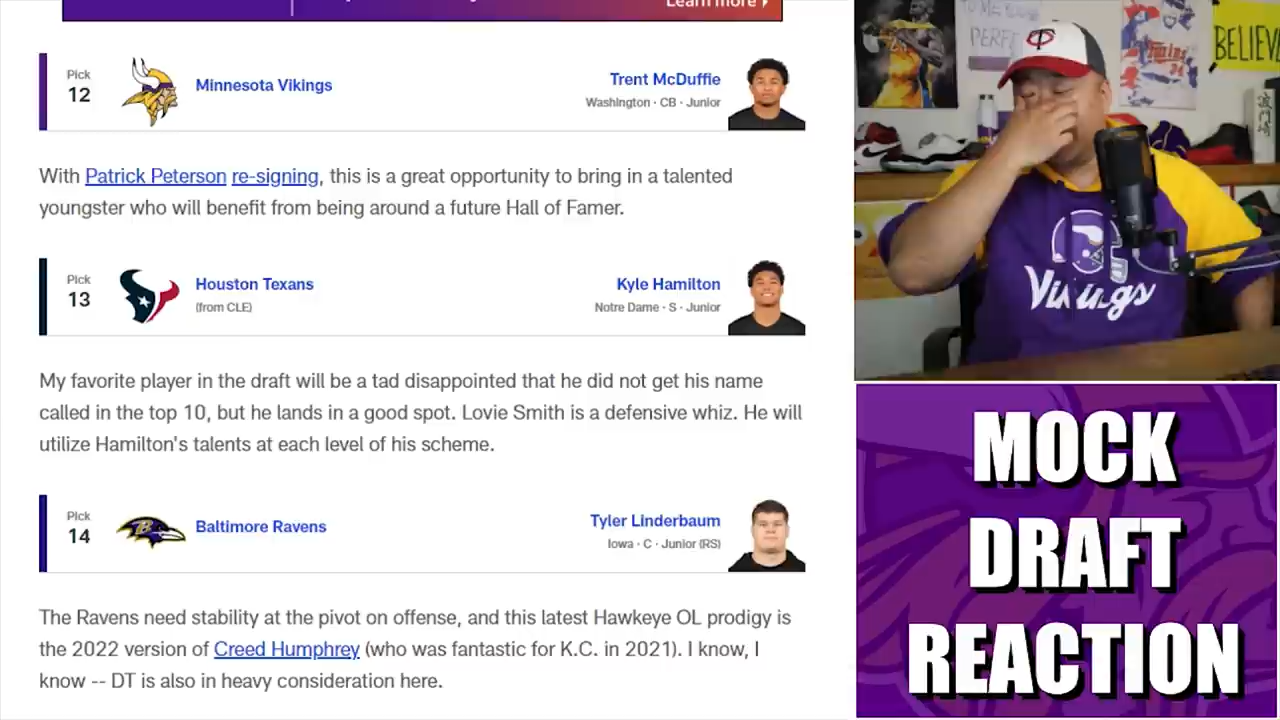 Learn more
Pick
12
Minnesota Vikings
Trent McDuffie
Washington · CB · Junior
With Patrick Peterson re-signing, this is a great opportunity to bring in a talented
youngster who will benefit from being around a future Hall of Famer.
Pick
13
Houston Texans
(from CLE)
Kyle Hamilton
Notre Dame · S · Junior
My favorite player in the draft will be a tad disappointed that he did not get his name
called in the top 10, but he lands in a good spot. Lovie Smith is a defensive whiz. He will
utilize Hamilton's talents at each level of his scheme.
Pick
14
Baltimore Ravens
Tyler Linderbaum
Iowa · C · Junior (RS)
The Ravens need stability at the pivot on offense, and this latest Hawkeye OL prodigy is
the 2022 version of Creed Humphrey (who was fantastic for K.C. in 2021). I know, I
know -- DT is also in heavy consideration here.
BELIEVE
Twins
Vikings
MOCK
DRAFT
REACTION